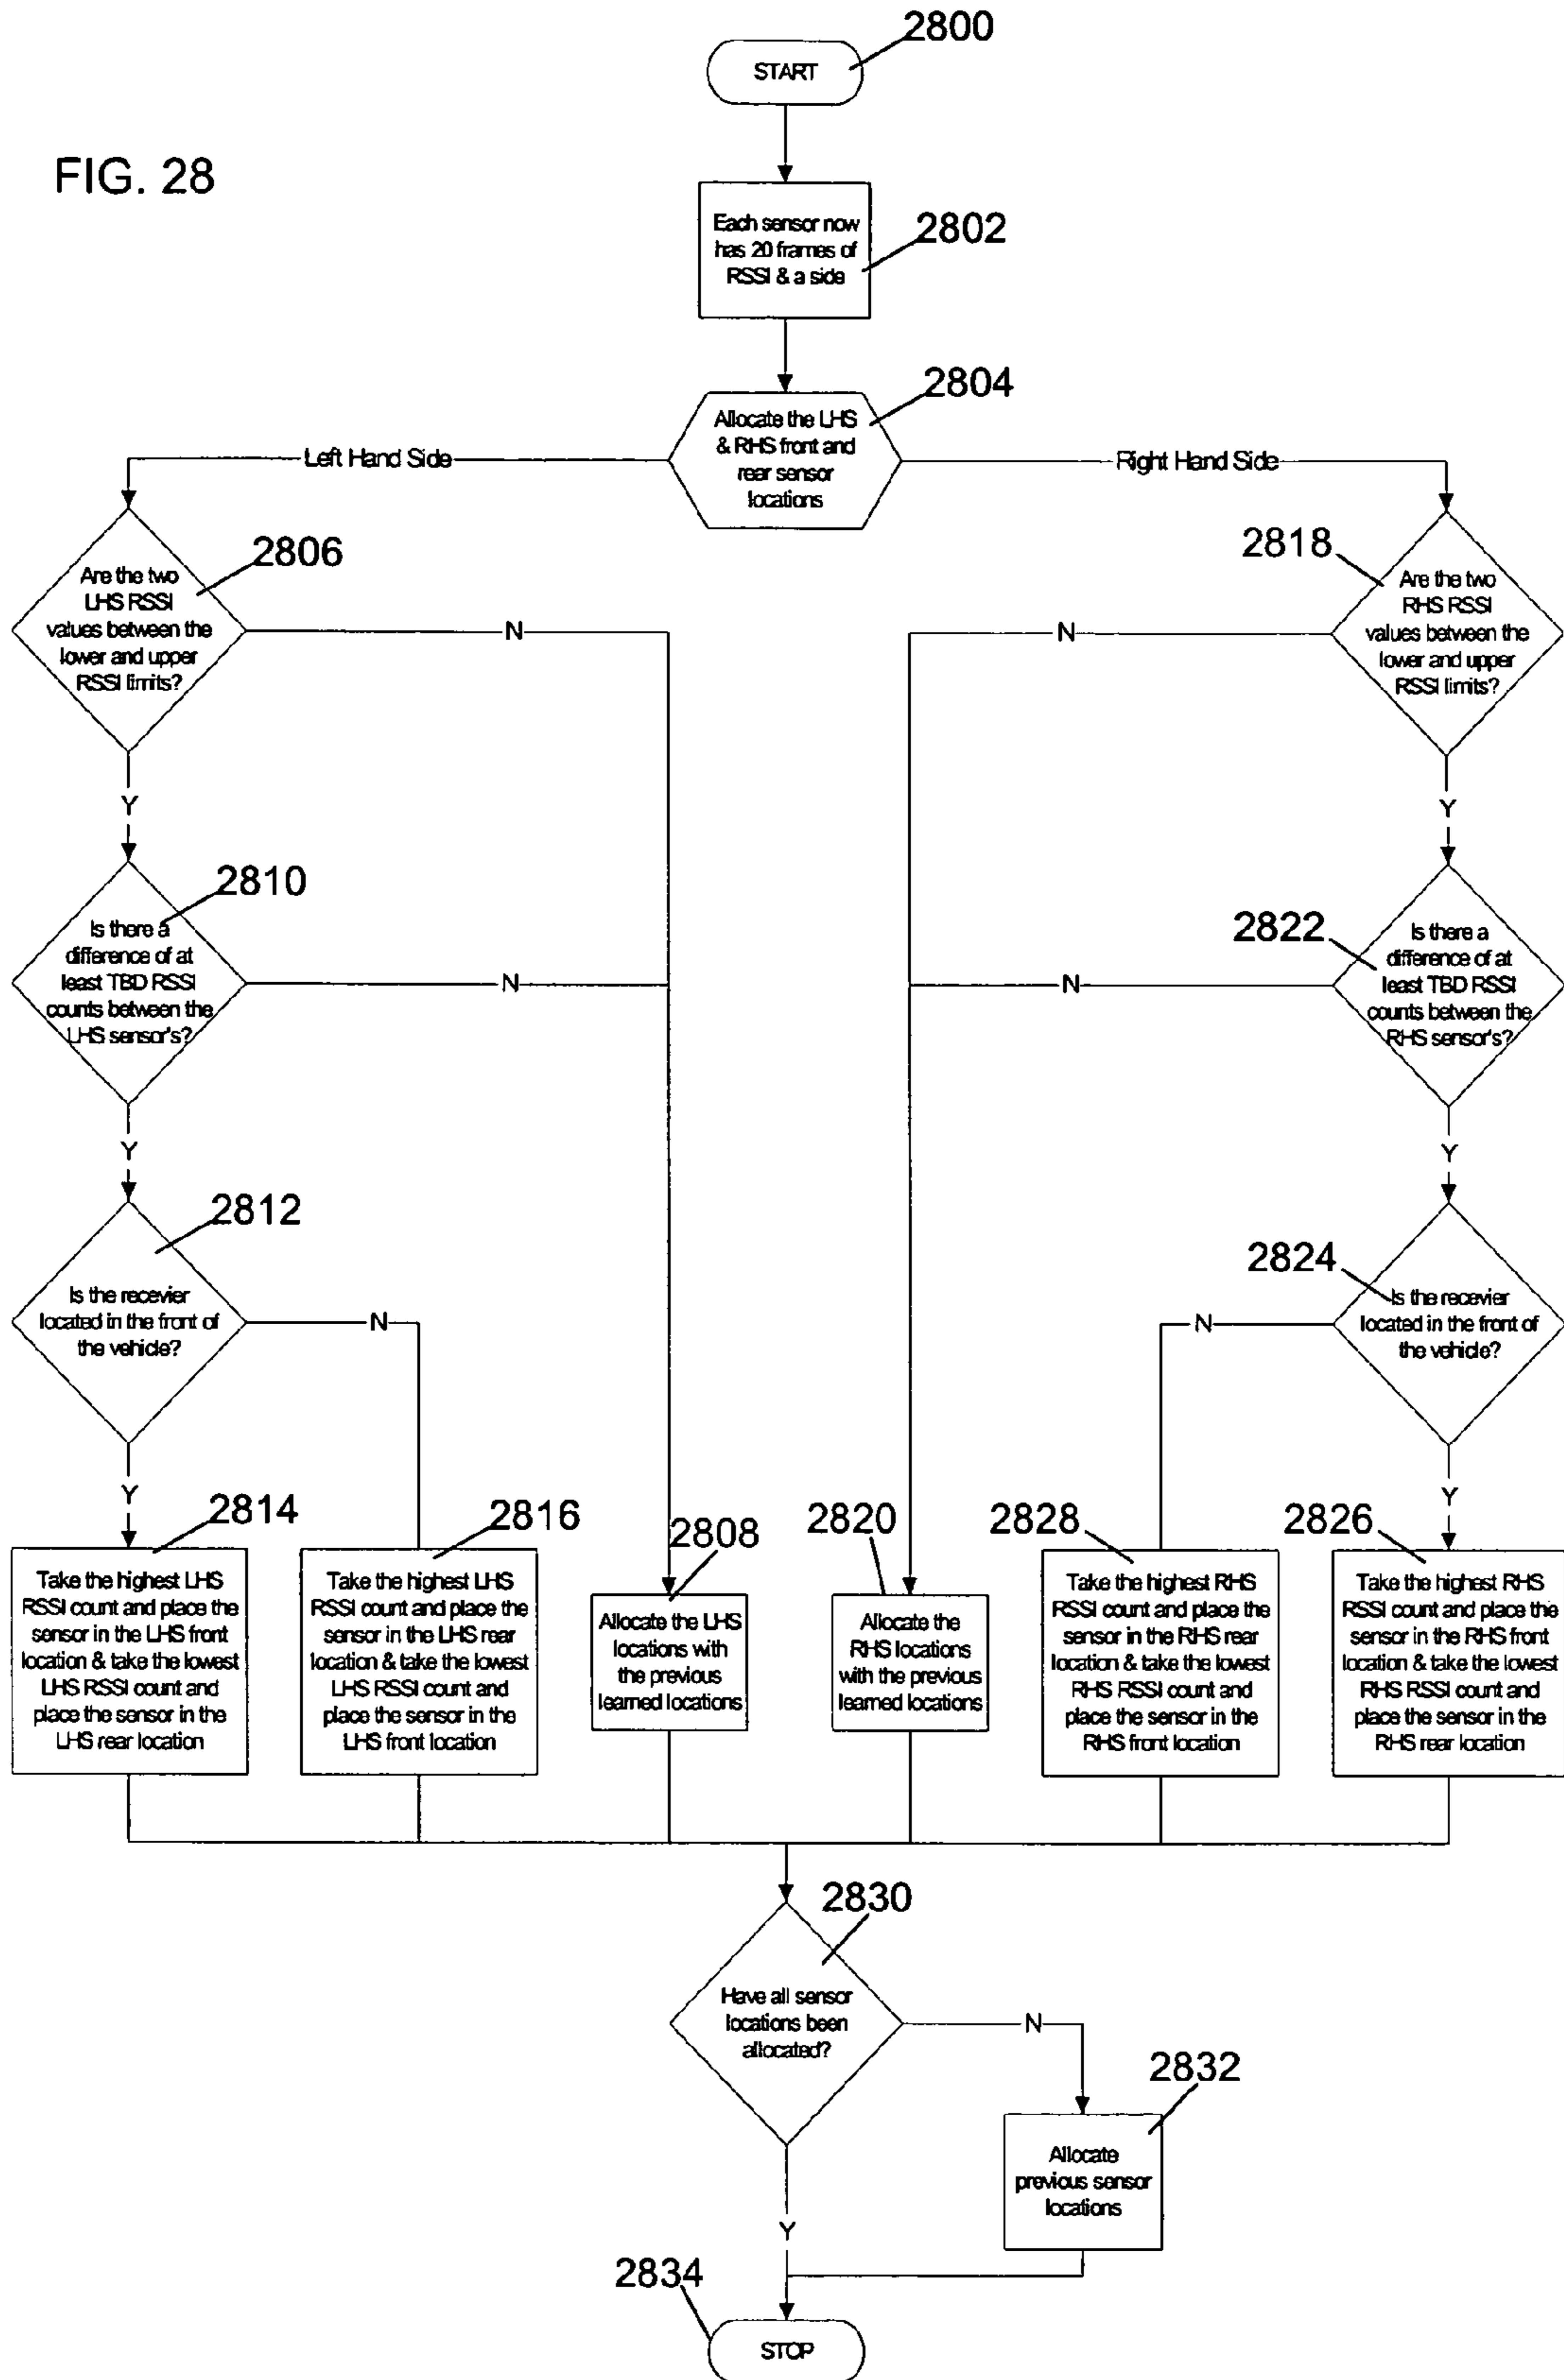 2800
START
FIG. 28
Each sensor now
has 20 frames of
RSSI & a side
2802
2804
Allocate the LHS
& RHS front and
rear sensor
locations
Left Hand Side
Right Hand Side
2806
Are the two
LHS RSSI
values between the
lower and upper
RSSI limits?
N
Y
2818
Are the two
RHS RSSI
values between the
lower and upper
RSSI limits?
N
Y
2810
Is there a
difference of at
least TBD RSSI
counts between the
LHS sensor's?
N
Y
2822
Is there a
difference of at
least TBD RSSI
counts between the
RHS sensor's?
N
Y
2812
Is the recevier
located in the front of
the vehicle?
N
Y
2824
Is the recevier
located in the front of
the vehicle?
N
Y
2814
Take the highest LHS
RSSI count and place the
sensor in the LHS front
location & take the lowest
LHS RSSI count and
place the sensor in the
LHS rear location
2816
Take the highest LHS
RSSI count and place the
sensor in the LHS rear
location & take the lowest
LHS RSSI count and
place the sensor in the
LHS front location
2808
Allocate the LHS
locations with
the previous
learned locations
2820
Allocate the
RHS locations
with the previous
learned locations
2828
Take the highest RHS
RSSI count and place the
sensor in the RHS rear
location & take the lowest
RHS RSSI count and
place the sensor in the
RHS front location
2826
Take the highest RHS
RSSI count and place the
sensor in the RHS front
location & take the lowest
RHS RSSI count and
place the sensor in the
RHS rear location
2830
Have all sensor
locations been
allocated?
N
Y
2832
Allocate
previous sensor
locations
2834
STOP